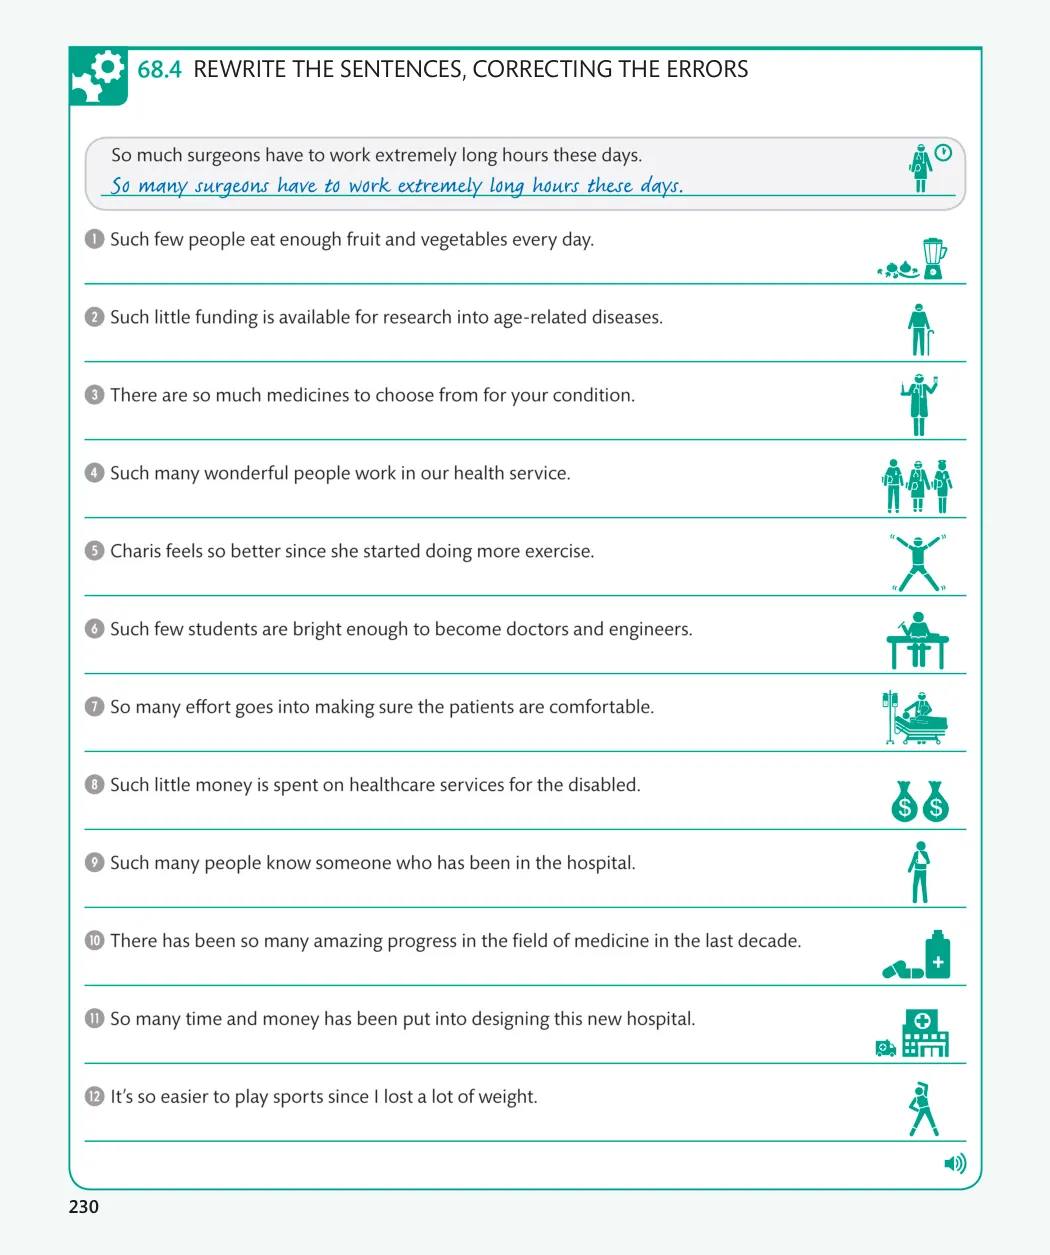 68.4 REWRITE THE SENTENCES, CORRECTING THE ERRORS
So much surgeons have to work extremely long hours these days.
So many surgeons have to work extremely long hours these days.
1 Such few people eat enough fruit and vegetables every day.
2 Such little funding is available for research into age-related diseases.
3 There are so much medicines to choose from for your condition.
4 Such many wonderful people work in our health service.
5 Charis feels so better since she started doing more exercise.
6 Such few students are bright enough to become doctors and engineers.
7 So many effort goes into making sure the patients are comfortable.
8 Such little money is spent on healthcare services for the disabled.
$ $
9 Such many people know someone who has been in the hospital.
10 There has been so many amazing progress in the field of medicine in the last decade.
11 So many time and money has been put into designing this new hospital.
12 It's so easier to play sports since I lost a lot of weight.
230